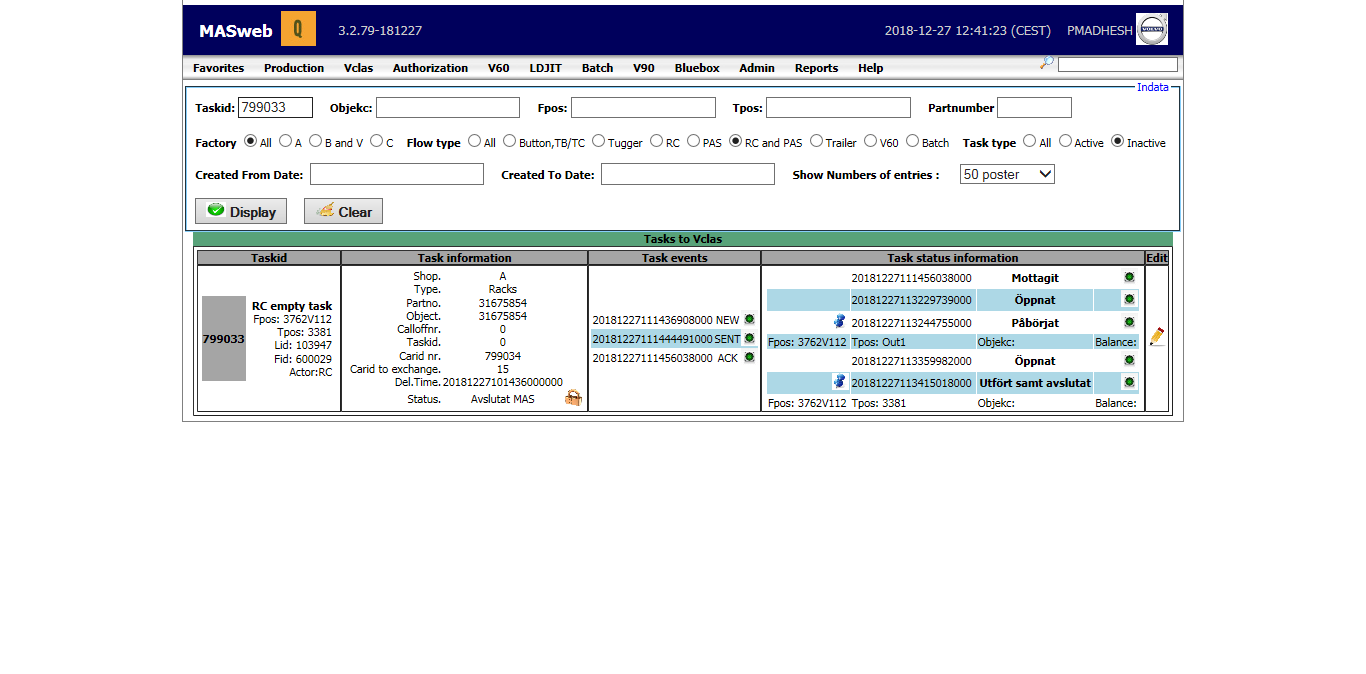 MASweb Q 3.2.79-181227 2018-12-27 12:41:23 (CEST) PMADHESH VOLVO
Favorites Production Vclas Authorization V60 LDJIT Batch V90 Bluebox Admin Reports Help
Indata
Taskid: 799033 Objekc: Fpos: Tpos: Partnumber
Factory All A B and V C Flow type All Button,TB/TC Tugger RC PAS RC and PAS Trailer V60 Batch Task type All Active Inactive
Created From Date: Created To Date: Show Numbers of entries : 50 poster
Display Clear
Tasks to Vclas
Taskid Task information Task events Task status information Edit
799033
RC empty task
Fpos: 3762V112
Tpos: 3381
Lid: 103947
Fid: 600029
Actor:RC
Shop. A
Type. Racks
Partno. 31675854
Object. 31675854
Calloffnr. 0
Taskid. 0
Carid nr. 799034
Carid to exchange. 15
Del.Time. 20181227101436000000
Status. Avslutat MAS
20181227111436908000 NEW
20181227111444491000 SENT
20181227111456038000 ACK
20181227111456038000 Mottagit
20181227113229739000 Öppnat
20181227113244755000 Påbörjat
Fpos: 3762V112 Tpos: Out1 Objekc: Balance:
20181227113359982000 Öppnat
20181227113415018000 Utfört samt avslutat
Fpos: 3762V112 Tpos: 3381 Objekc: Balance: